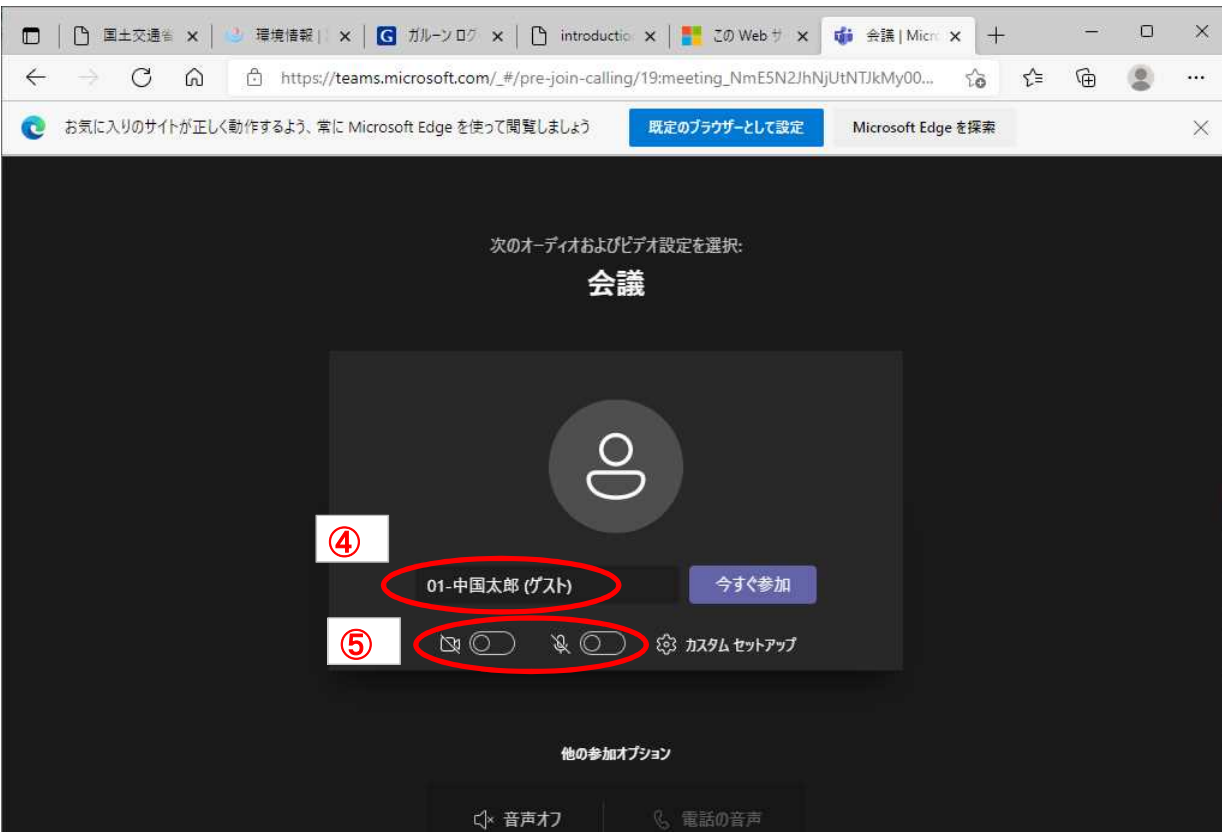 国土交通省
環境情報 |
G ガルーン ログ
introductio
この Web サ
会議 | Micro
https://teams.microsoft.com/_#/pre-join-calling/19:meeting_NmE5N2JhNjUtNTJkMy00...
お気に入りのサイトが正しく動作するよう、常に Microsoft Edge を使って閲覧しましょう
既定のブラウザーとして設定
Microsoft Edge を探索
次のオーディオおよびビデオ設定を選択:
会議
④
01-中国太郎 (ゲスト)
今すぐ参加
⑤
カスタム セットアップ
他の参加オプション
音声オフ
電話の音声